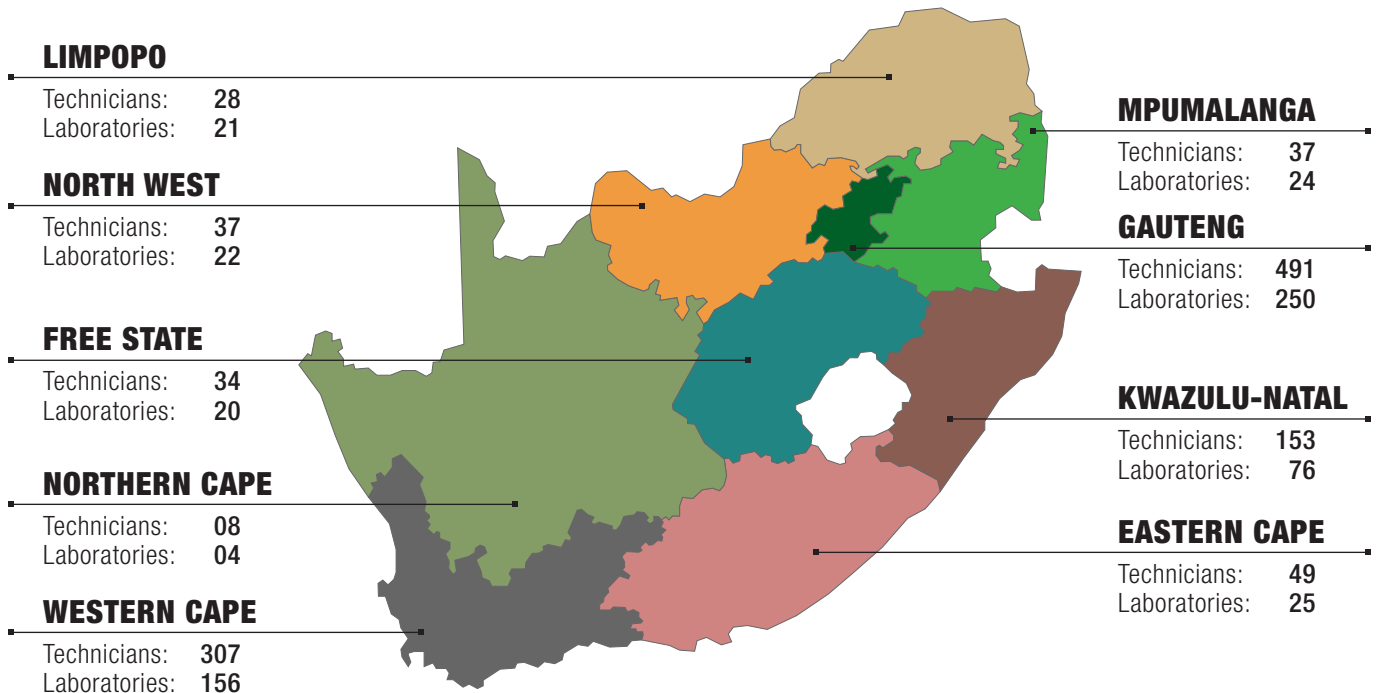 LIMPOPO
Technicians: 28
Laboratories: 21
NORTH WEST
Technicians: 37
Laboratories: 22
FREE STATE
Technicians: 34
Laboratories: 20
NORTHERN CAPE
Technicians: 08
Laboratories: 04
WESTERN CAPE
Technicians: 307
Laboratories: 156
MPUMALANGA
Technicians: 37
Laboratories: 24
GAUTENG
Technicians: 491
Laboratories: 250
KWAZULU-NATAL
Technicians: 153
Laboratories: 76
EASTERN CAPE
Technicians: 49
Laboratories: 25